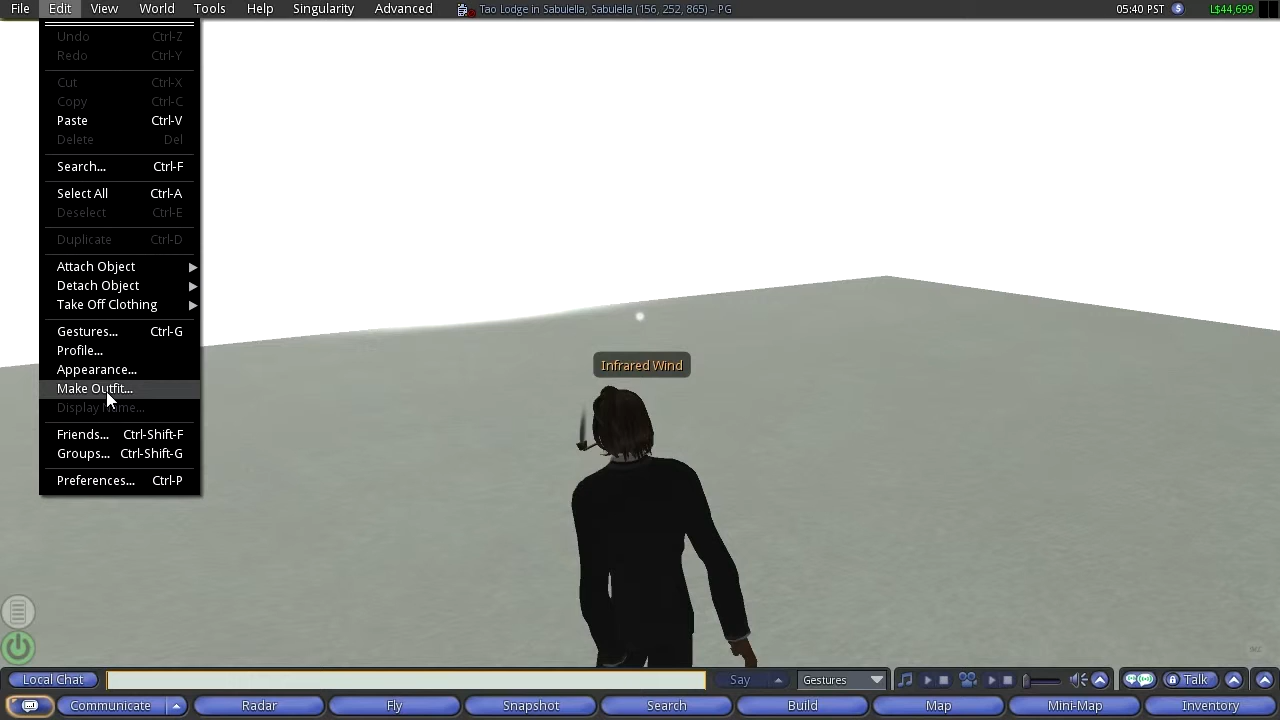 File Edit View World Tools Help Singularity Advanced Tao Lodge in Sabulella, Sabulella (156, 252, 865) - PG 05:40 PST $ L$44,699
Undo Ctrl-Z
Redo Ctrl-Y
Cut Ctrl-X
Copy Ctrl-C
Paste Ctrl-V
Delete Del
Search... Ctrl-F
Select All Ctrl-A
Deselect Ctrl-E
Duplicate Ctrl-D
Attach Object
Detach Object
Take Off Clothing
Gestures... Ctrl-G
Profile...
Appearance...
Make Outfit...
Display Name...
Friends... Ctrl-Shift-F
Groups... Ctrl-Shift-G
Preferences... Ctrl-P
Infrared Wind
Local Chat Say Gestures Talk
Communicate Radar Fly Snapshot Search Build Map Mini-Map Inventory